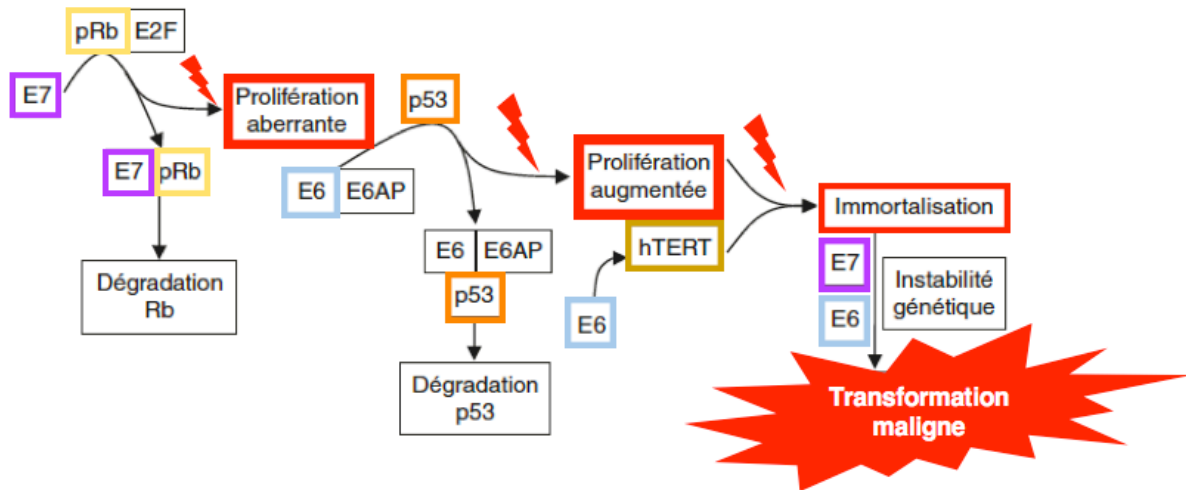 pRb E2F
E7
Prolifération
aberrante
E7 pRb
Dégradation
Rb
p53
E6 E6AP
E6 E6AP
p53
Dégradation
p53
Prolifération
augmentée
hTERT
E6
Immortalisation
E7
E6
Instabilité
génétique
Transformation
maligne